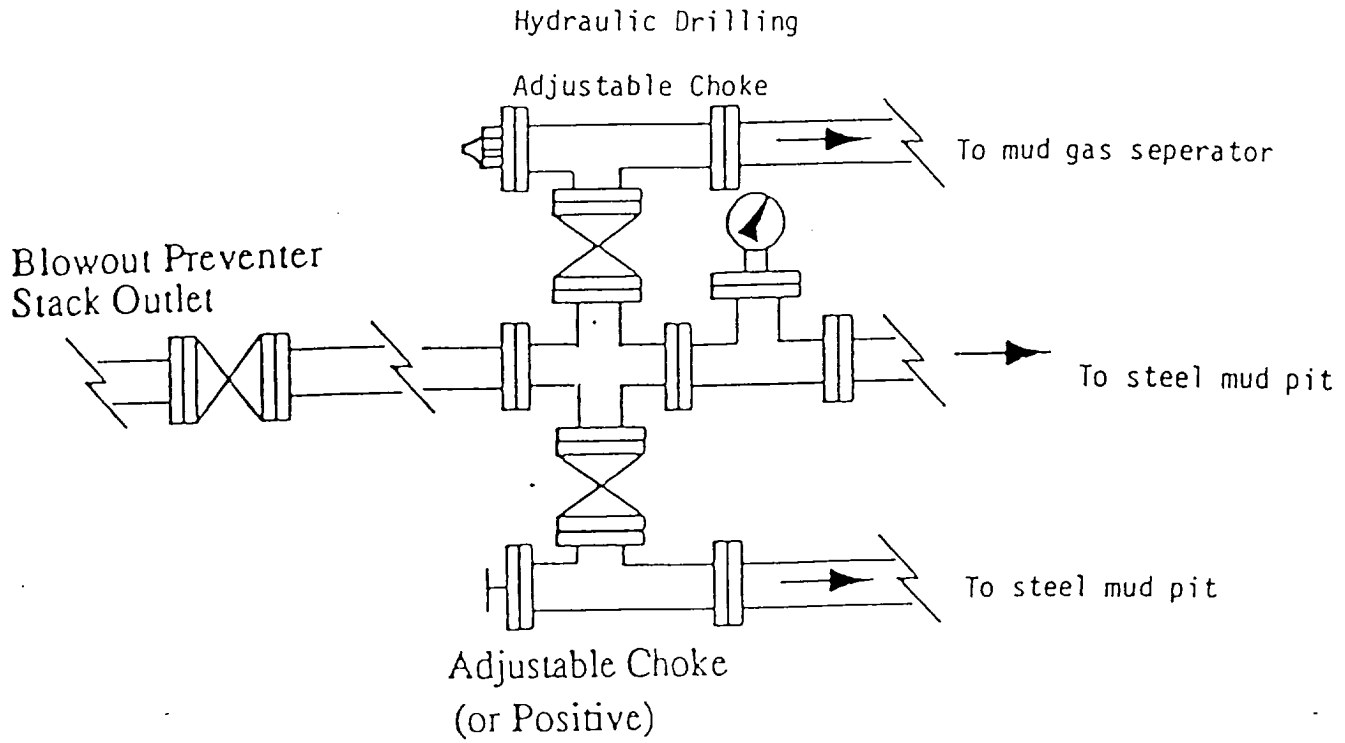 Hydraulic Drilling
Adjustable Choke
To mud gas seperator
Blowout Preventer
Stack Outlet
To steel mud pit
To steel mud pit
Adjustable Choke
(or Positive)